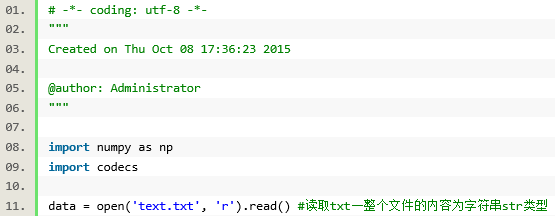 01. # -*- coding: utf-8 -*-
02. """
03. Created on Thu Oct 08 17:36:23 2015
04.
05. @author: Administrator
06. """
07.
08. import numpy as np
09. import codecs
10.
11. data = open('text.txt', 'r').read() #读取txt一整个文件的内容为字符串str类型